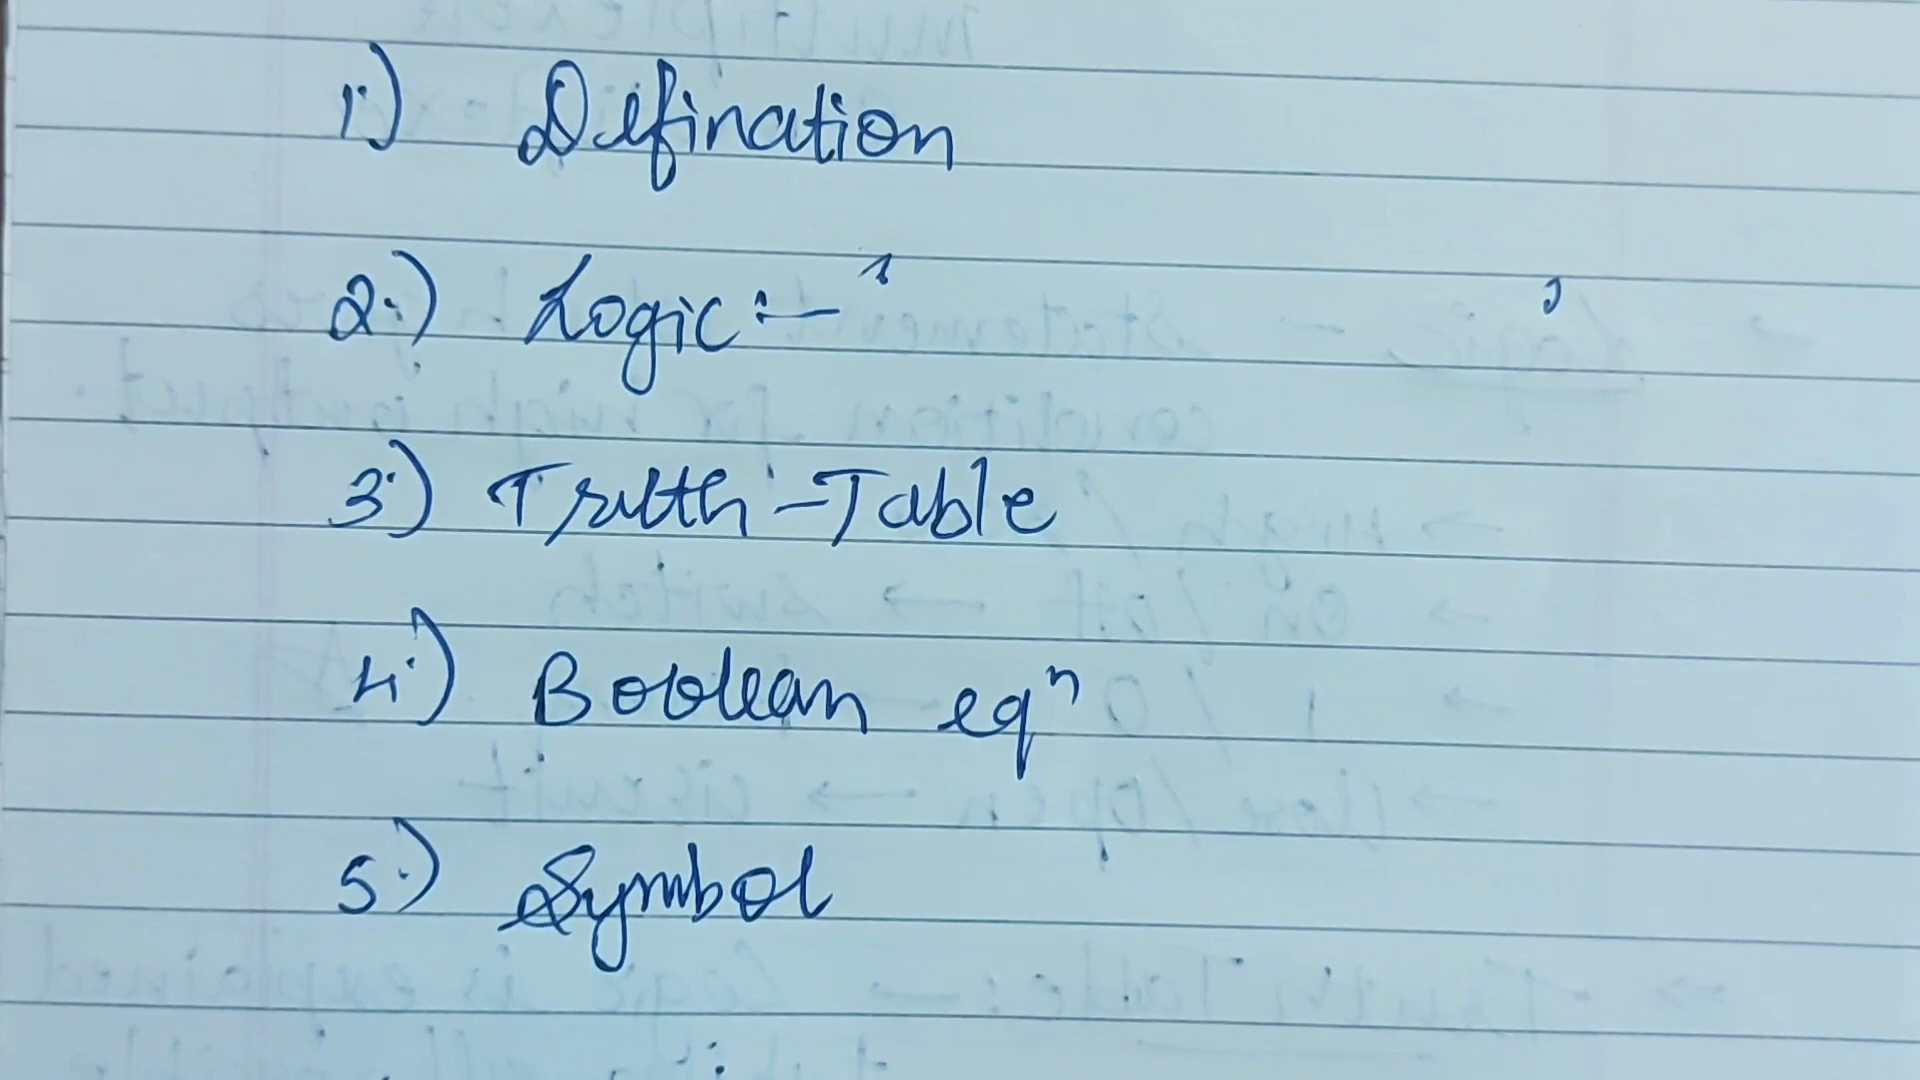 1.) Defination
2.) Logic :-
3.) Truth-Table
4.) Boolean eqⁿ
5.) Symbol